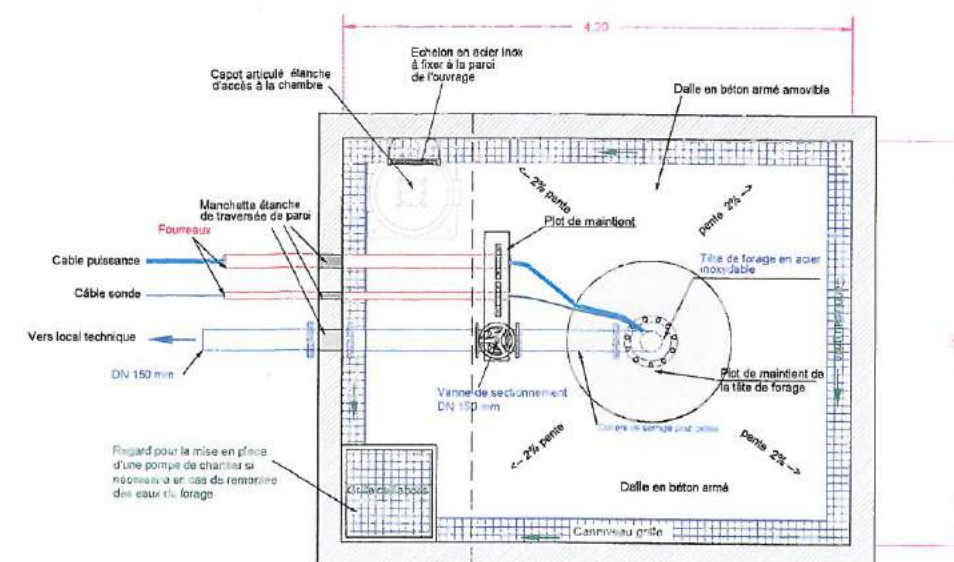 4.20
Echelon en acier inox
à fixer à la paroi
de l'ouvrage
Capot articulé étanche
d'accès à la chambre
Dalle en béton armé amovible
<-- 2% pente
pente 2% -->
Manchette étanche
de traversée de paroi
Plot de maintient
Fourreaux
Cable puissance
Tête de forage en acier
inoxydable
Câble sonde
Vers local technique
DN 150 mm
Plot de maintient de
la tête de forage
Vanne de sectionnement
DN 150 mm
Regard pour la mise en place
d'une pompe de chantier si
nécessaire en cas de remontée
des eaux du forage
<-- 2% pente
pente 2% -->
Dalle en béton armé
Canniveau grille